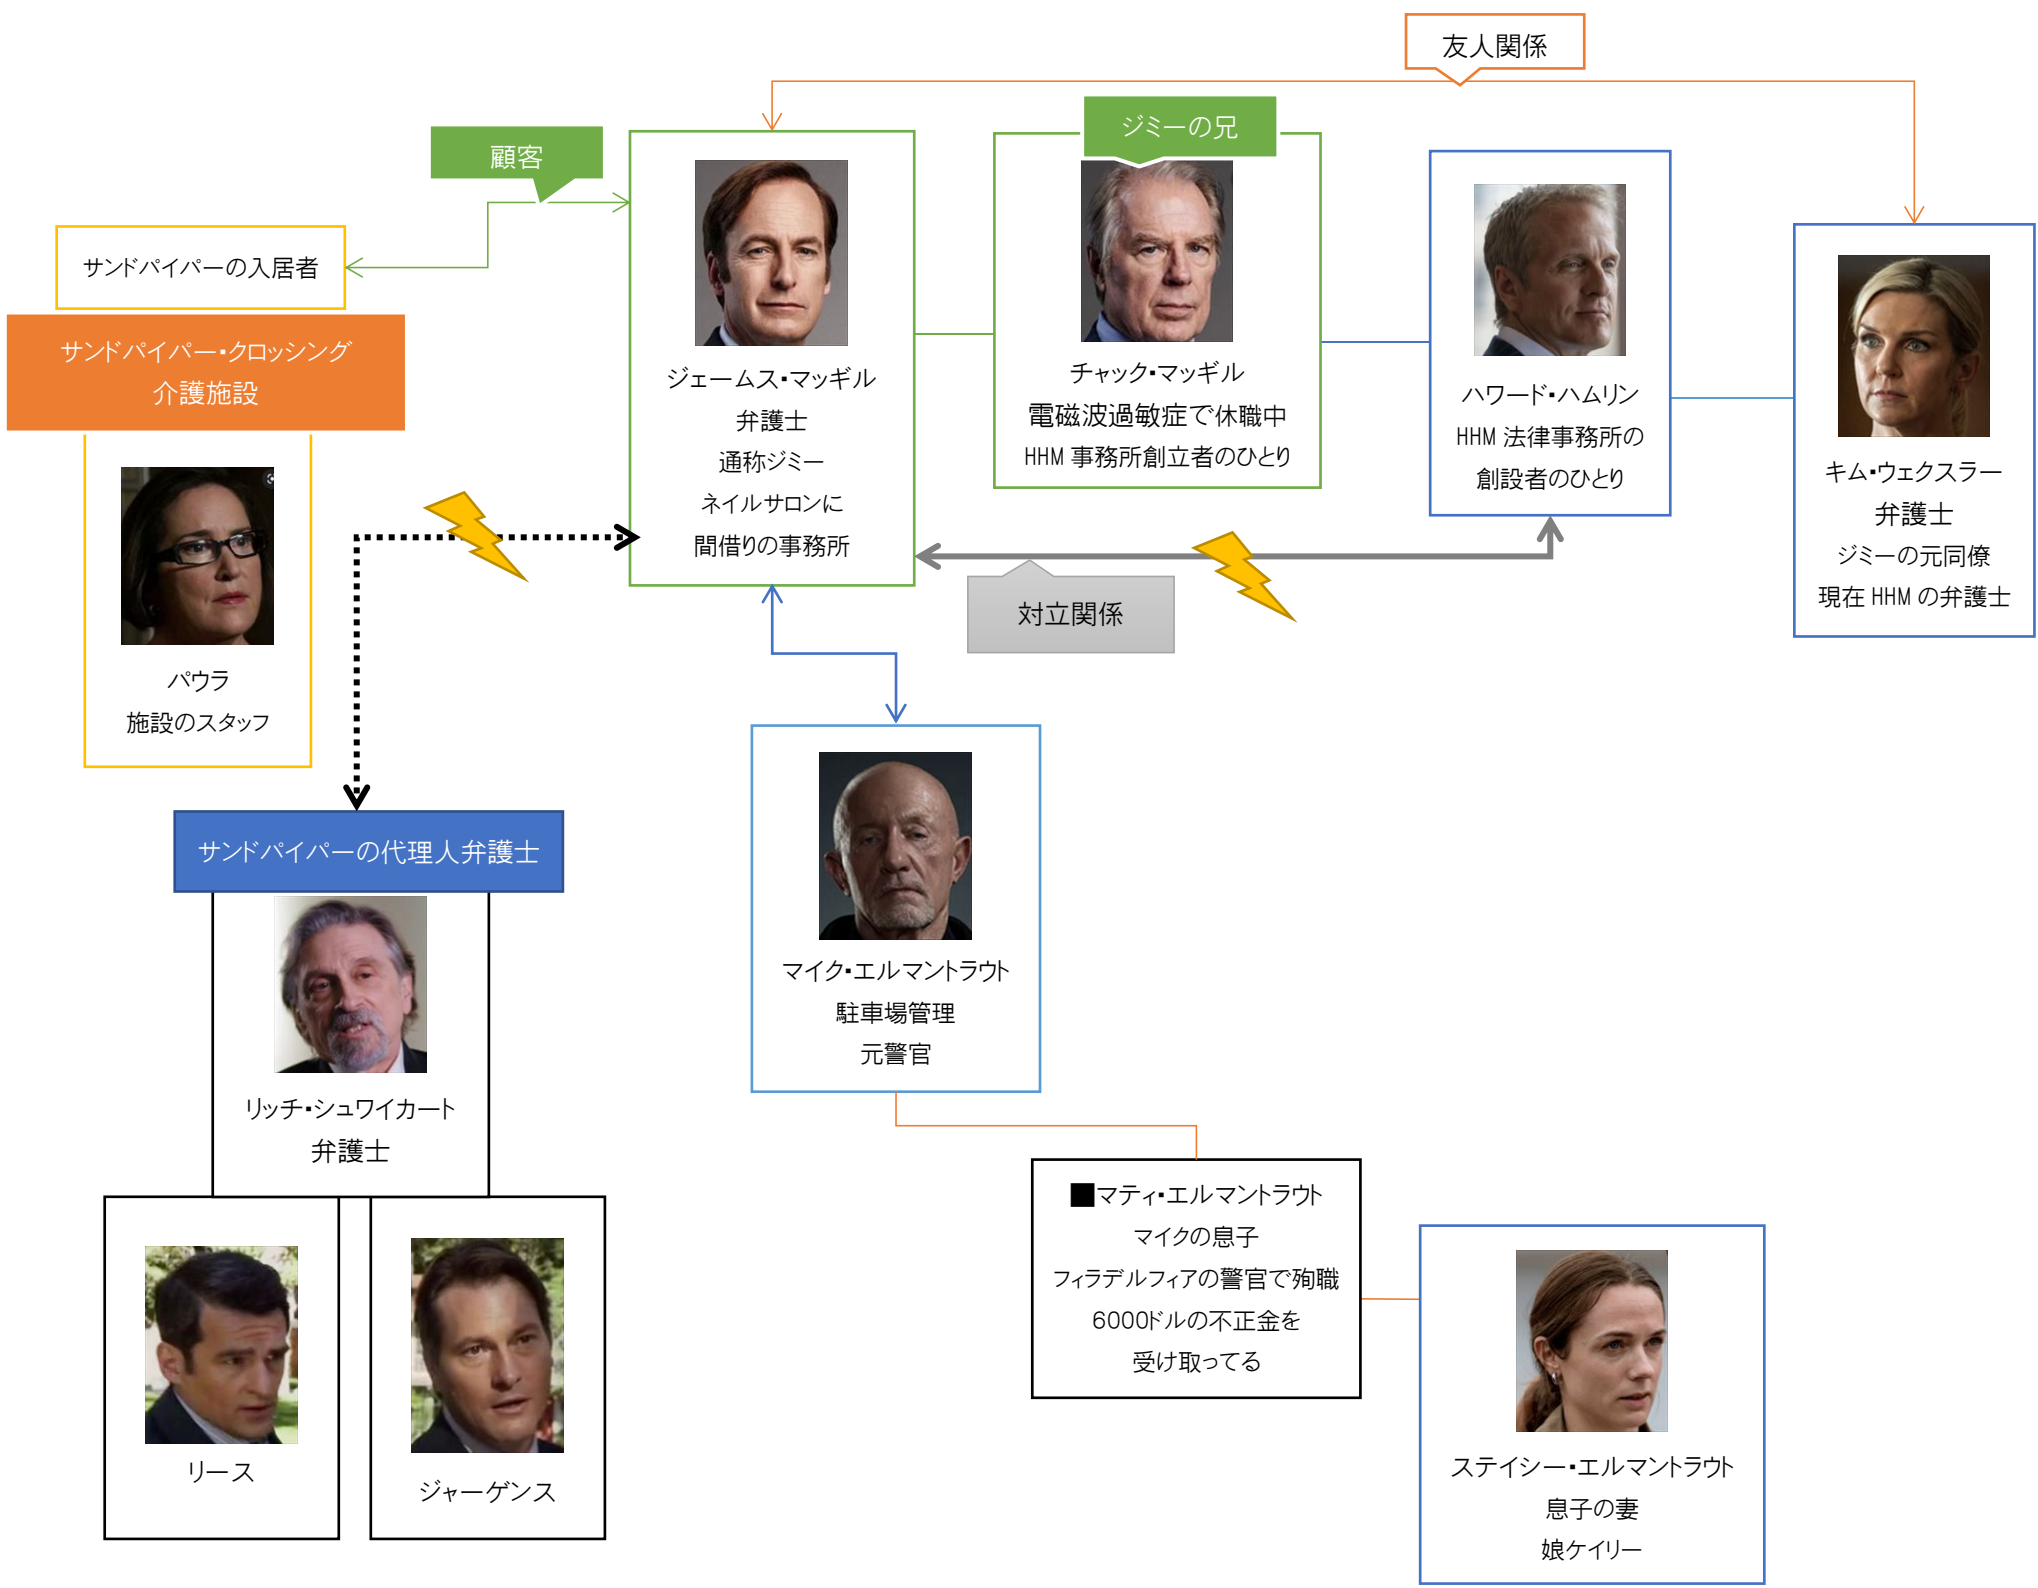 友人関係
顧客
ジミーの兄
サンドパイパーの入居者
サンドパイパー・クロッシング
介護施設
パウラ
施設のスタッフ
ジェームス・マッギル
弁護士
通称ジミー
ネイルサロンに
間借りの事務所
チャック・マッギル
電磁波過敏症で休職中
HHM 事務所創立者のひとり
ハワード・ハムリン
HHM 法律事務所の
創設者のひとり
キム・ウェクスラー
弁護士
ジミーの元同僚
現在 HHM の弁護士
対立関係
サンドパイパーの代理人弁護士
リッチ・シュワイカート
弁護士
リース
ジャーゲンス
マイク・エルマントラウト
駐車場管理
元警官
■マティ・エルマントラウト
マイクの息子
フィラデルフィアの警官で殉職
6000ドルの不正金を
受け取ってる
ステイシー・エルマントラウト
息子の妻
娘ケイリー